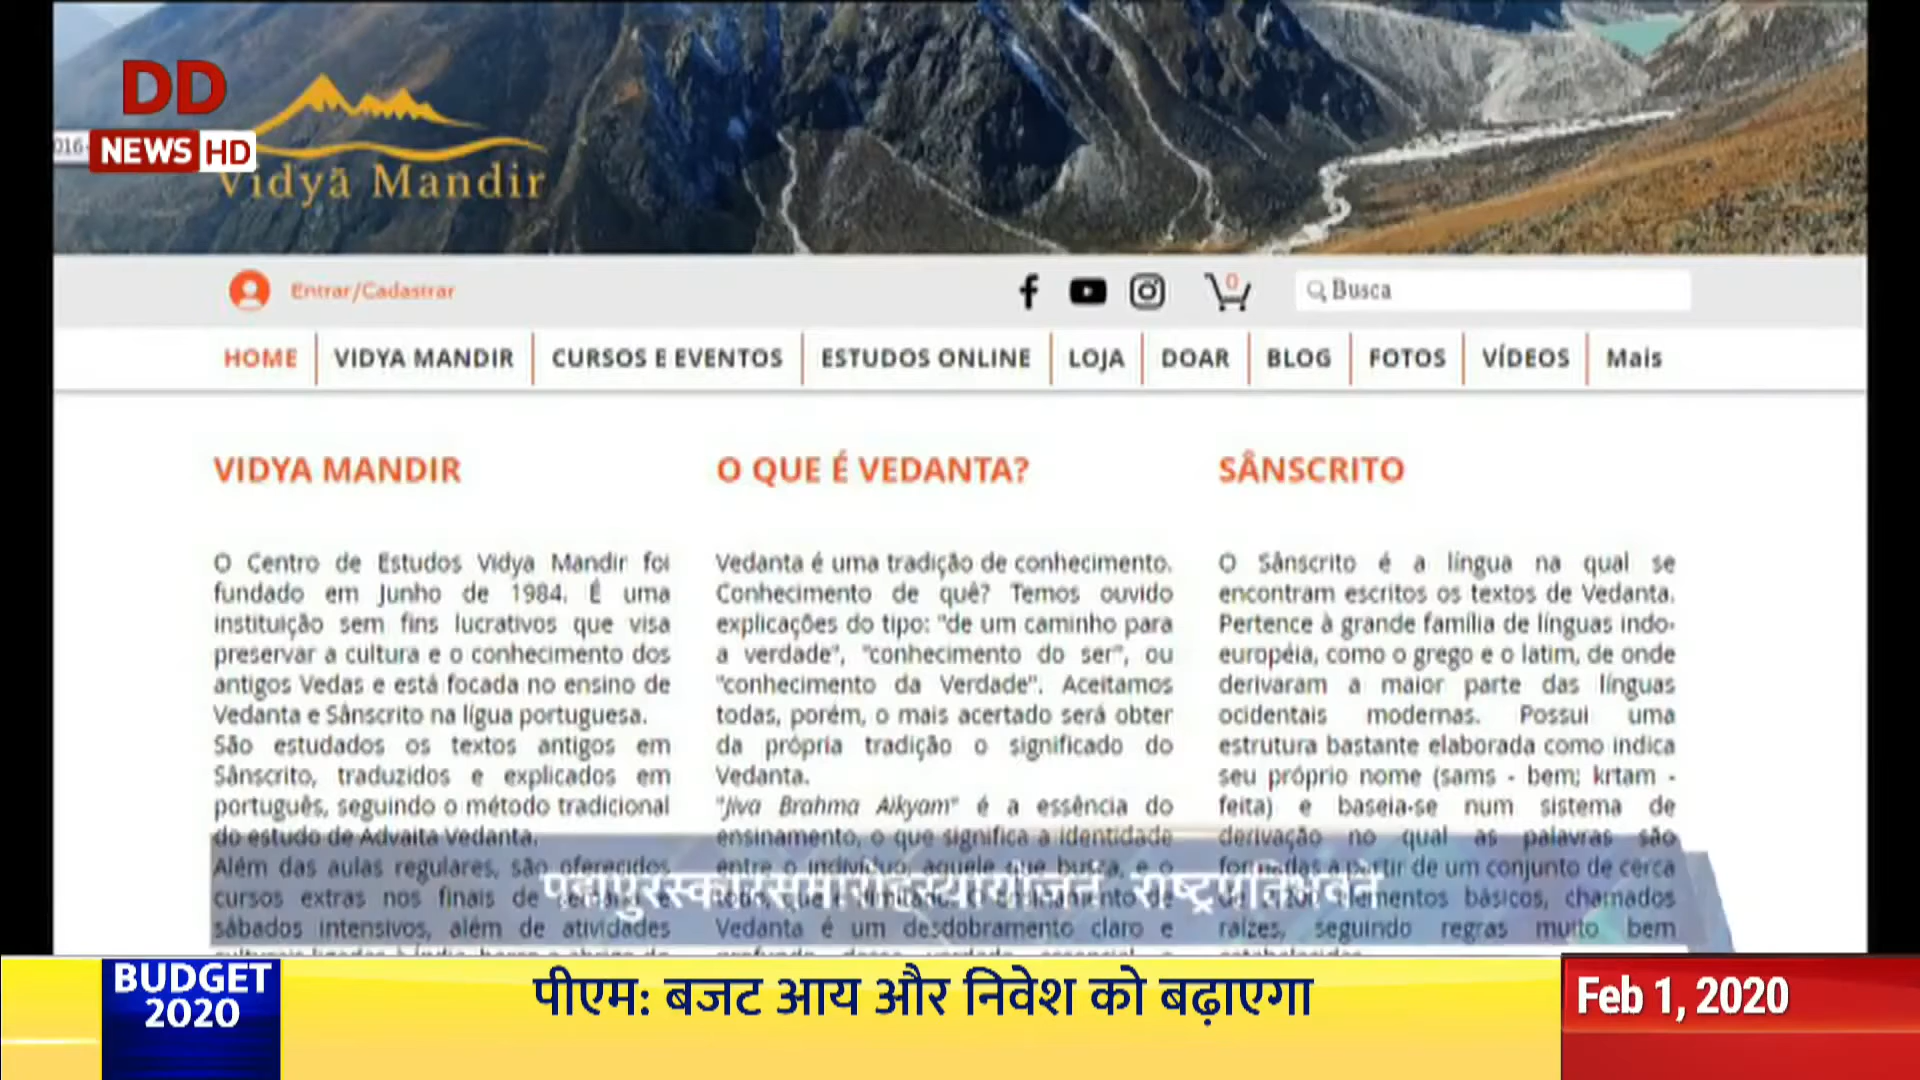 DD
NEWS HD
016
Vidyā Mandir
Entrar/Cadastrar
0
Busca
HOME
VIDYA MANDIR
CURSOS E EVENTOS
ESTUDOS ONLINE
LOJA
DOAR
BLOG
FOTOS
VÍDEOS
Mais
VIDYA MANDIR
O Centro de Estudos Vidya Mandir foi
fundado em Junho de 1984. É uma
instituição sem fins lucrativos que visa
preservar a cultura e o conhecimento dos
antigos Vedas e está focada no ensino de
Vedanta e Sânscrito na lígua portuguesa.
São estudados os textos antigos em
Sânscrito, traduzidos e explicados em
português, seguindo o método tradicional
do estudo de Advaita Vedanta.
Além das aulas regulares, são oferecidos
cursos extras nos finais de
sábados intensivos, além de atividades
O QUE É VEDANTA?
Vedanta é uma tradição de conhecimento.
Conhecimento de quê? Temos ouvido
explicações do tipo: "de um caminho para
a verdade", "conhecimento do ser", ou
"conhecimento da Verdade". Aceitamos
todas, porém, o mais acertado será obter
da própria tradição o significado do
Vedanta.
"Jiva Brahma Aikyam" é a essência do
ensinamento, o que significa a identidade
entre o indivíduo, aquele que busca, e o
Vedanta é um desdobramento claro e
SÂNSCRITO
O Sânscrito é a língua na qual se
encontram escritos os textos de Vedanta.
Pertence à grande família de línguas indo-
européia, como o grego e o latim, de onde
derivaram a maior parte das línguas
ocidentais modernas. Possui uma
estrutura bastante elaborada como indica
seu próprio nome (sams - bem; krtam -
feita) e baseia-se num sistema de
derivação no qual as palavras são
formadas a partir de um conjunto de cerca
elementos básicos, chamados
raízes, seguindo regras muito bem
BUDGET
2020
पीएम: बजट आय और निवेश को बढ़ाएगा
Feb 1, 2020